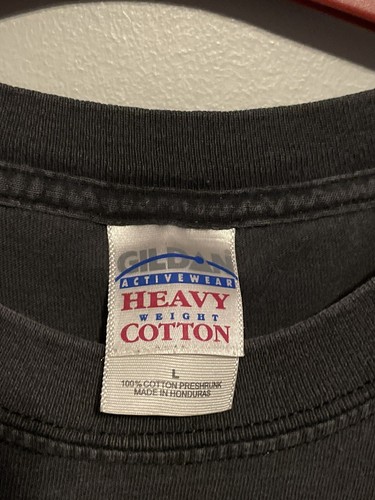 GILDAN
ACTIVEWEAR
HEAVY
WEIGHT
COTTON
L
100% COTTON PRESHRUNK
MADE IN HONDURAS